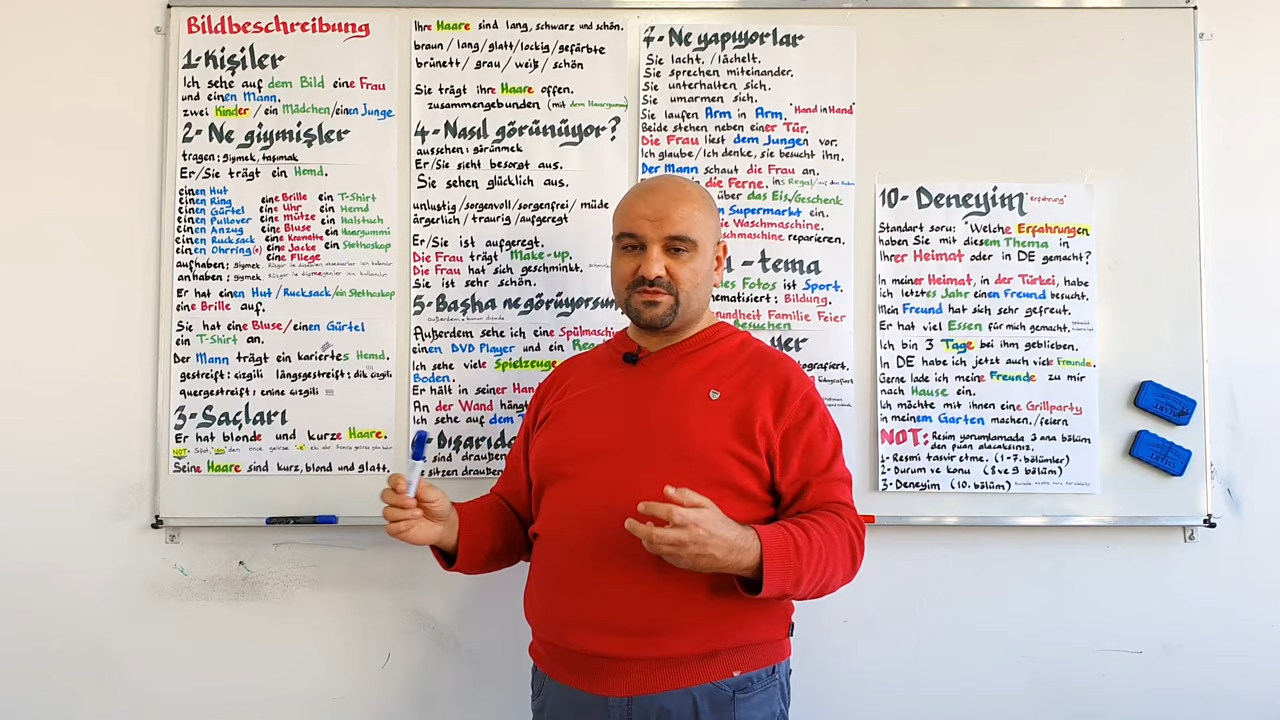 Bildbeschreibung
1-Kişiler
Ich sehe auf dem Bild eine Frau
und einen Mann.
zwei Kinder / ein Mädchen/einen Junge
2- Ne giymişler
tragen: giymek, taşımak
Er/Sie trägt ein Hemd.
einen Hut
einen Ring eine Brille ein T-Shirt
einen Gürtel eine Uhr ein Hemd
einen Pullover eine mütze ein Halstuch
einen Anzug eine Bluse ein Haargummi
einen Rucksack eine Krawatte ein Stethoskop
einen Ohrring(e) eine Jacke
eine Fliege
aufhaben: giymek.
anhaben: giymek.
Er hat einen Hut /Rucksack/ein Stethoskop
eine Brille auf.
Sie hat eine Bluse/einen Gürtel
ein T-Shirt an.
Der Mann trägt ein kariertes Hemd.
gestreift: çizgili längsgestreift: dik çizgili
quergestreift: enine çizgili
3-Saçları
Er hat blonde und kurze Haare.
NOT:
Seine Haare sind kurz, blond und glatt.
Ihre Haare sind lang, schwarz und schön.
braun / lang/glatt/lockig/gefärbte
brünett / grau / weiß / schön
Sie trägt ihre Haare offen.
zusammengebunden (mit dem Haargummi)
4-Nasıl görünüyor?
aussehen: görünmek
Er/Sie sieht besorgt aus.
Sie sehen glücklich aus.
unlustig/sorgenvoll/sorgenfrei/ müde
ärgerlich / traurig/aufgeregt
Er/Sie ist aufgeregt.
Die Frau trägt Make-up.
Die Frau hat sich geschminkt.
Sie ist sehr schön.
5-Başka ne görüyorsun
Außerdem sehe ich eine
einen DVD Player und ein
Ich sehe viele Spielzeuge
Boden.
Er hält in seiner
An der Wand
Ich sehe auf dem
-Dışarıda
sind
sitzen
7-Ne yapıyorlar
Sie lacht. /lächelt.
Sie sprechen miteinander.
Sie unterhalten sich.
Sie umarmen sich.
Sie laufen Arm in Arm. "Hand in Hand"
Beide stehen neben einer Tür.
Die Frau liest dem Jungen vor.
Ich glaube/Ich denke, sie besucht ihn.
Der Mann schaut die Frau an.
die Ferne. ins Regal/auf den Boden
über das Eis/Geschenk
Supermarkt ein.
Waschmaschine.
reparieren.
-tema
Fotos ist Sport.
: Bildung.
Familie Feier
Besuchen
10-Deneyim "Erfahrung"
Standart soru: "Welche Erfahrungen
haben Sie mit diesem Thema in
Ihrer Heimat oder in DE gemacht?
In meiner Heimat, in der Türkei, habe
ich letztes Jahr einen Freund besucht.
Mein Freund hat sich sehr gefreut.
Er hat viel Essen für mich gemacht.
Ich bin 3 Tage bei ihm geblieben.
In DE habe ich jetzt auch viele Freunde.
Gerne lade ich meine Freunde zu mir
nach Hause ein.
Ich möchte mit ihnen eine Grillparty
in meinem Garten machen./feiern
NOT: Resim yorumlamada 3 ana bölüm
den puan alacaksınız.
1- Resmi tasvir etme. (1-7. bölümler)
2- Durum ve konu (8 ve 9 bölüm)
3-Deneyim (10. bölüm)
SMART
SMART